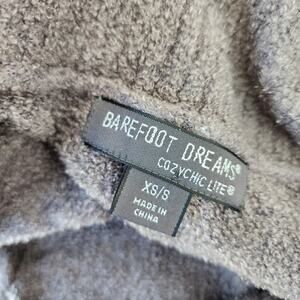 BAREFOOT DREAMS®
COZYCHIC LITE®
XS/S
MADE IN
CHINA